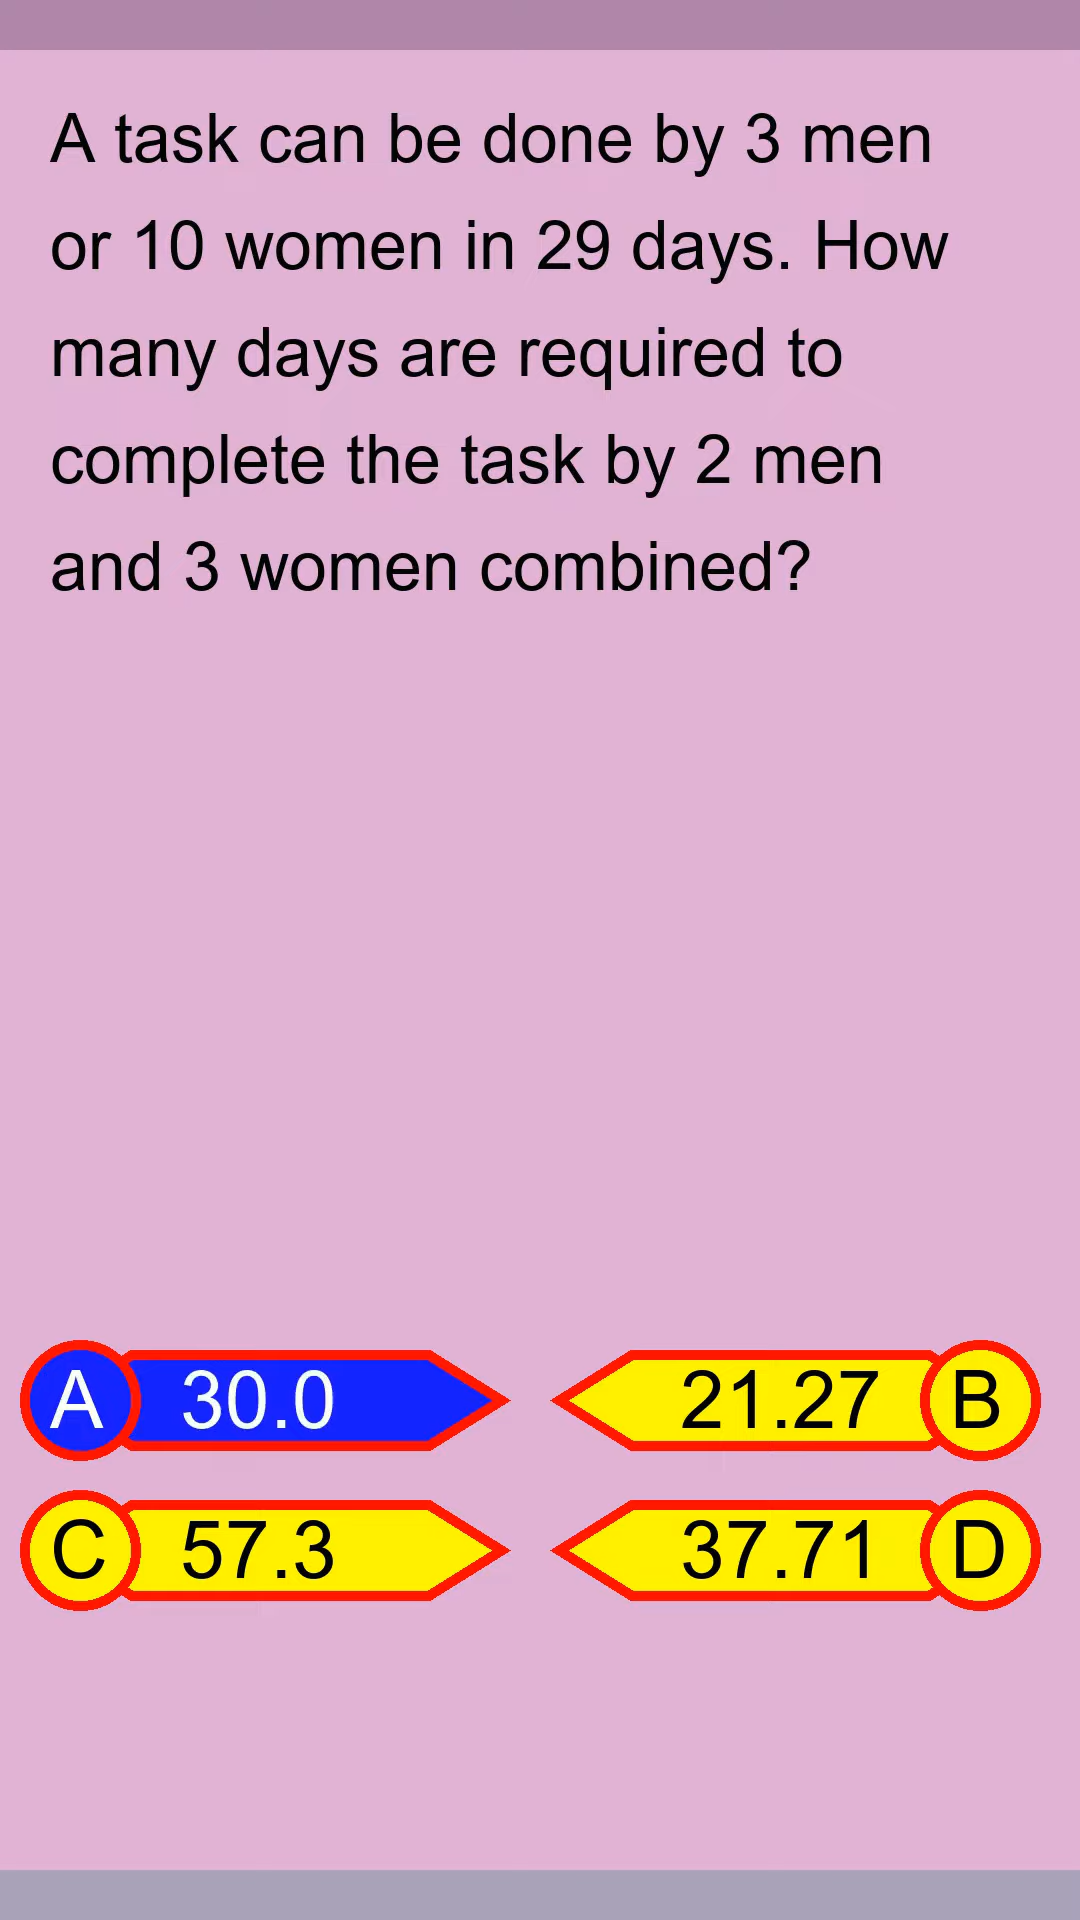 A task can be done by 3 men
or 10 women in 29 days. How
many days are required to
complete the task by 2 men
and 3 women combined?
A 30.0
21.27 B
C 57.3
37.71 D